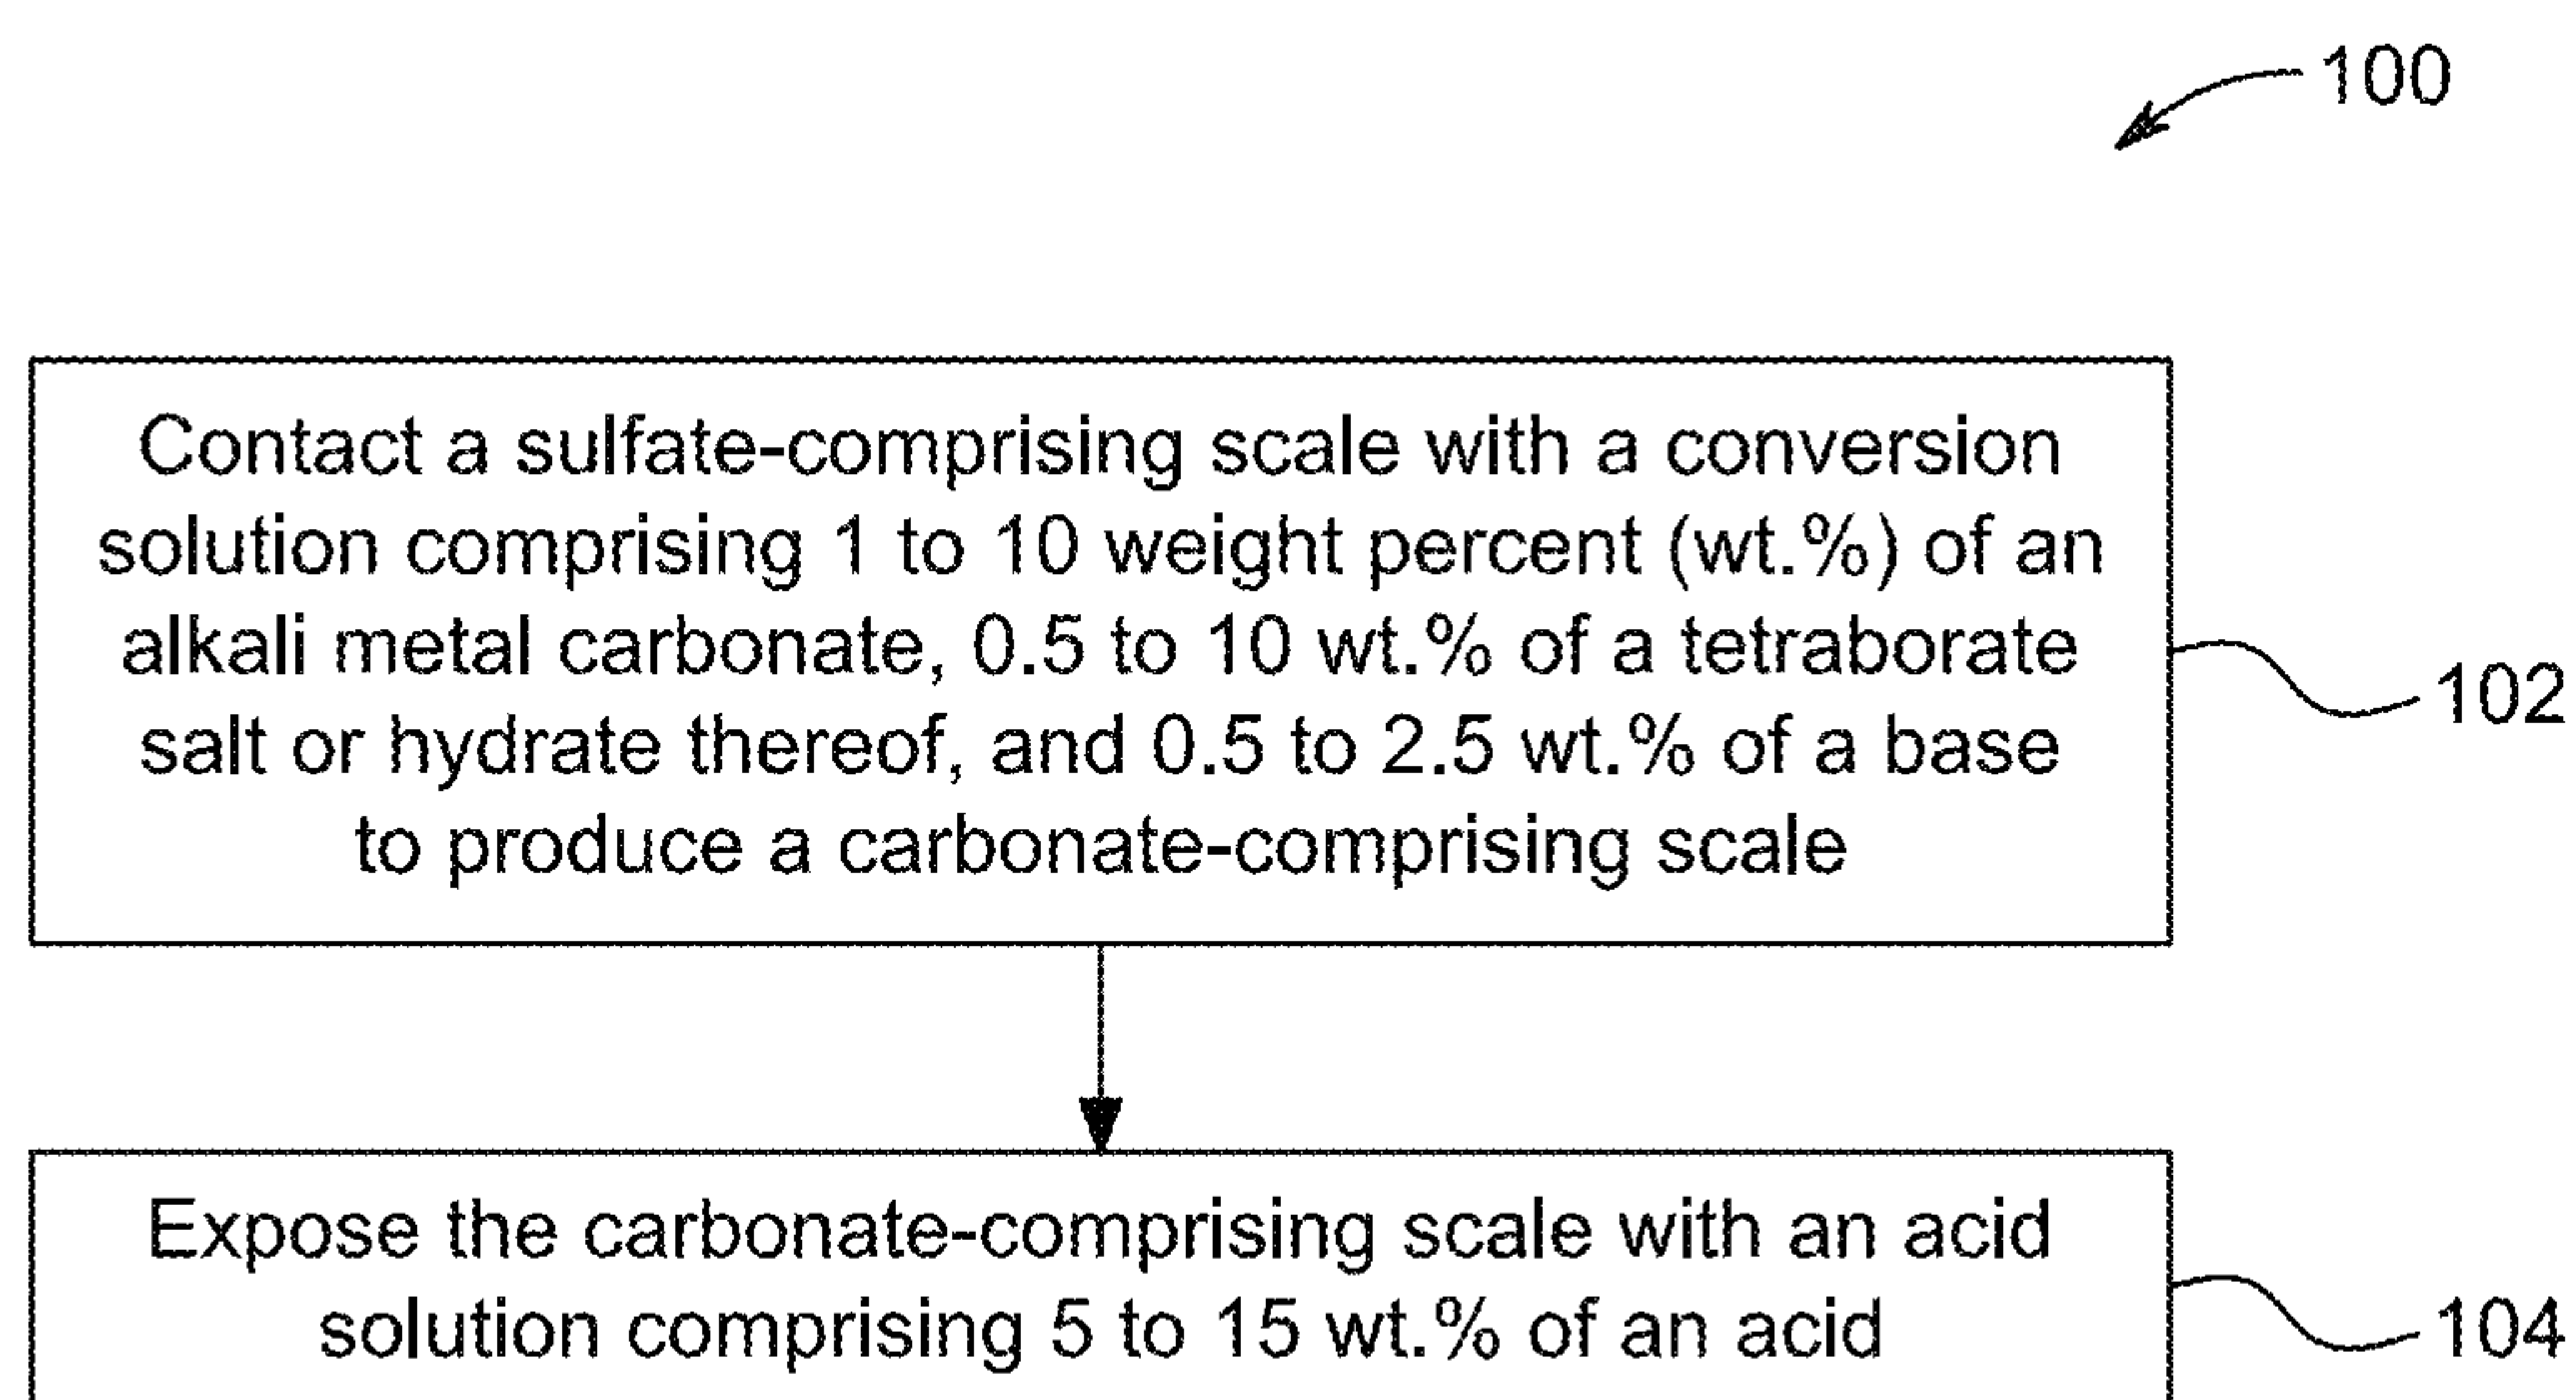 100
Contact a sulfate-comprising scale with a conversion
solution comprising 1 to 10 weight percent (wt.%) of an
alkali metal carbonate, 0.5 to 10 wt.% of a tetraborate
salt or hydrate thereof, and 0.5 to 2.5 wt.% of a base
to produce a carbonate-comprising scale
102
Expose the carbonate-comprising scale with an acid
solution comprising 5 to 15 wt.% of an acid
104